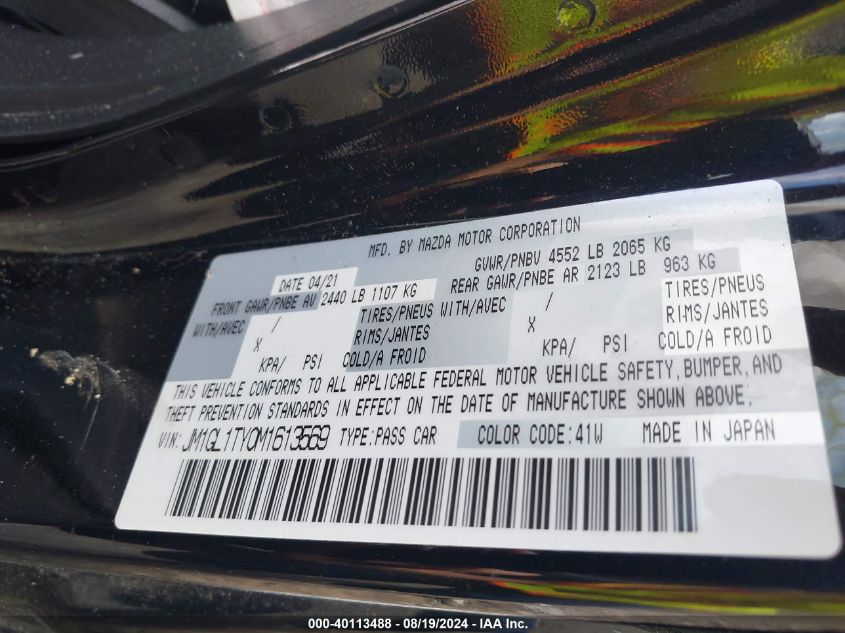 MFD. BY MAZDA MOTOR CORPORATION
DATE 04/21 GVWR/PNBV 4552 LB 2065 KG
FRONT GAWR/PNBE AV 2440 LB 1107 KG REAR GAWR/PNBE AR 2123 LB 963 KG
WITH/AVEC / TIRES/PNEUS WITH/AVEC / TIRES/PNEUS
X RIMS/JANTES X RIMS/JANTES
KPA/ PSI COLD/A FROID KPA/ PSI COLD/A FROID
THIS VEHICLE CONFORMS TO ALL APPLICABLE FEDERAL MOTOR VEHICLE SAFETY, BUMPER, AND
THEFT PREVENTION STANDARDS IN EFFECT ON THE DATE OF MANUFACTURE SHOWN ABOVE.
VIN: JM1GL1TY0M1613569 TYPE: PASS CAR COLOR CODE: 41W MADE IN JAPAN
000-40113488 - 08/19/2024 - IAA Inc.